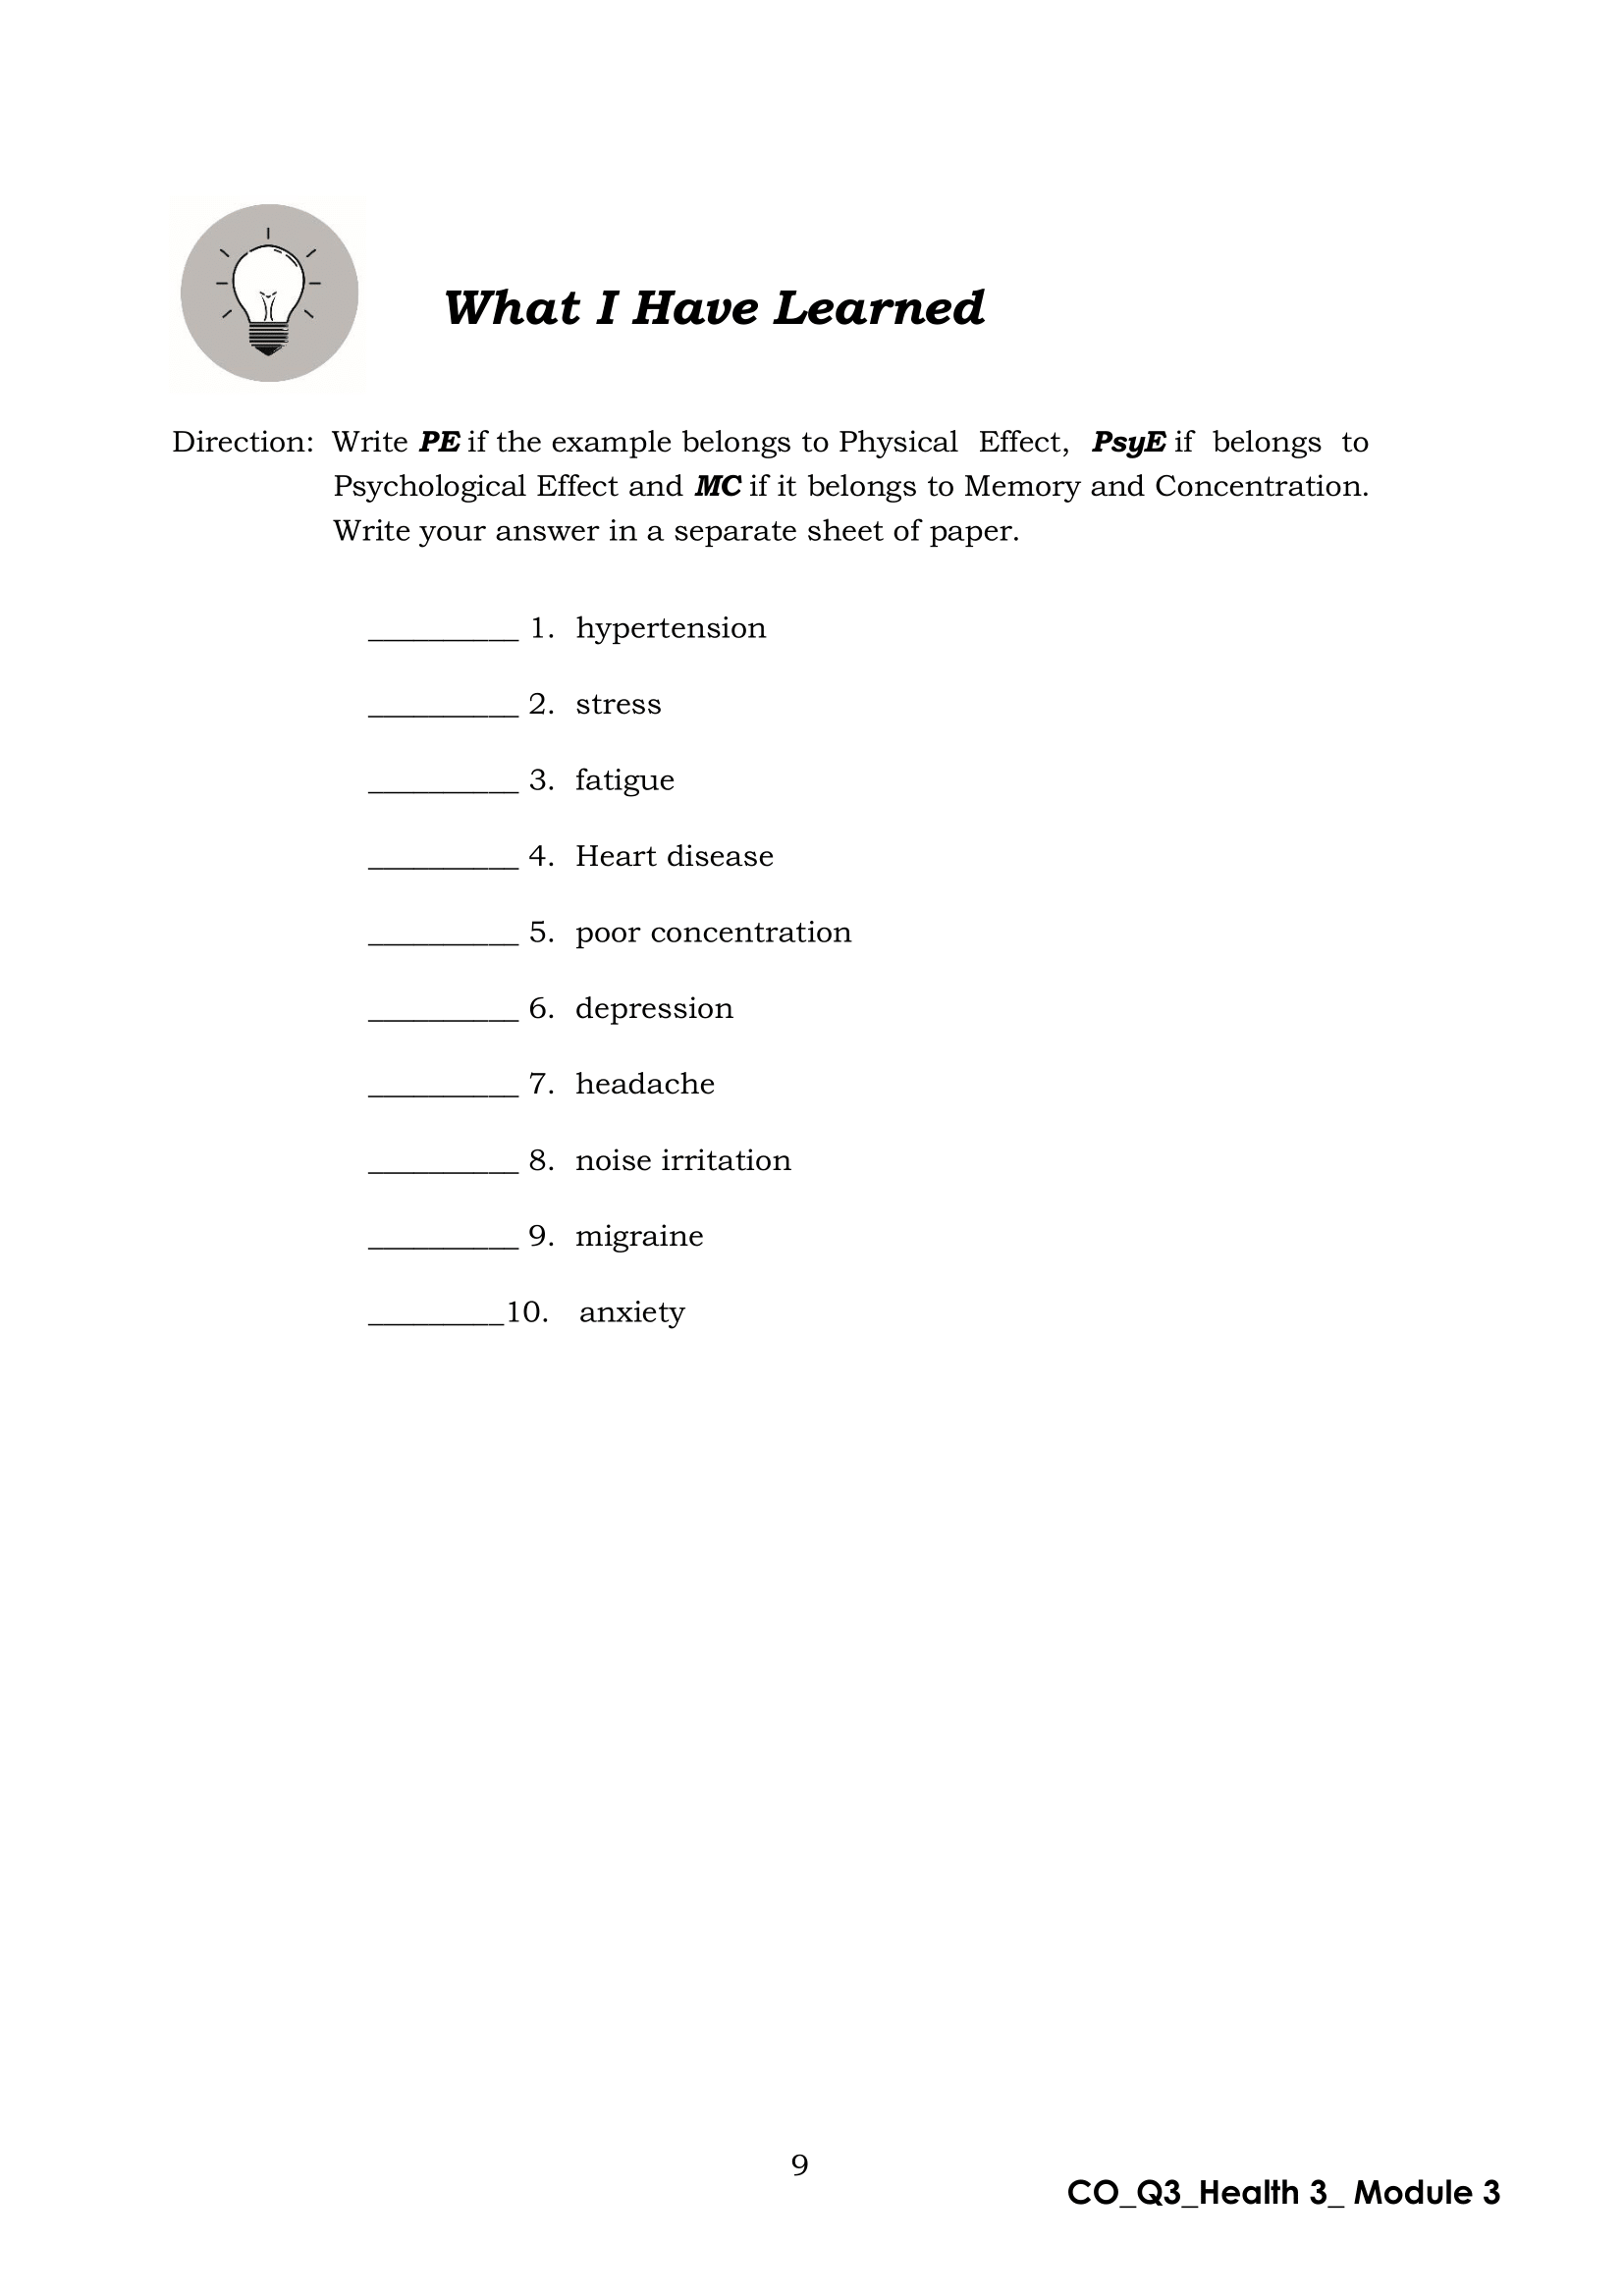 What I Have Learned
Direction: Write PE if the example belongs to Physical Effect, PsyE if belongs to
Psychological Effect and MC if it belongs to Memory and Concentration.
Write your answer in a separate sheet of paper.
__________ 1. hypertension
__________ 2. stress
__________ 3. fatigue
__________ 4. Heart disease
__________ 5. poor concentration
__________ 6. depression
__________ 7. headache
__________ 8. noise irritation
__________ 9. migraine
_________10. anxiety
9
CO_Q3_Health 3_ Module 3